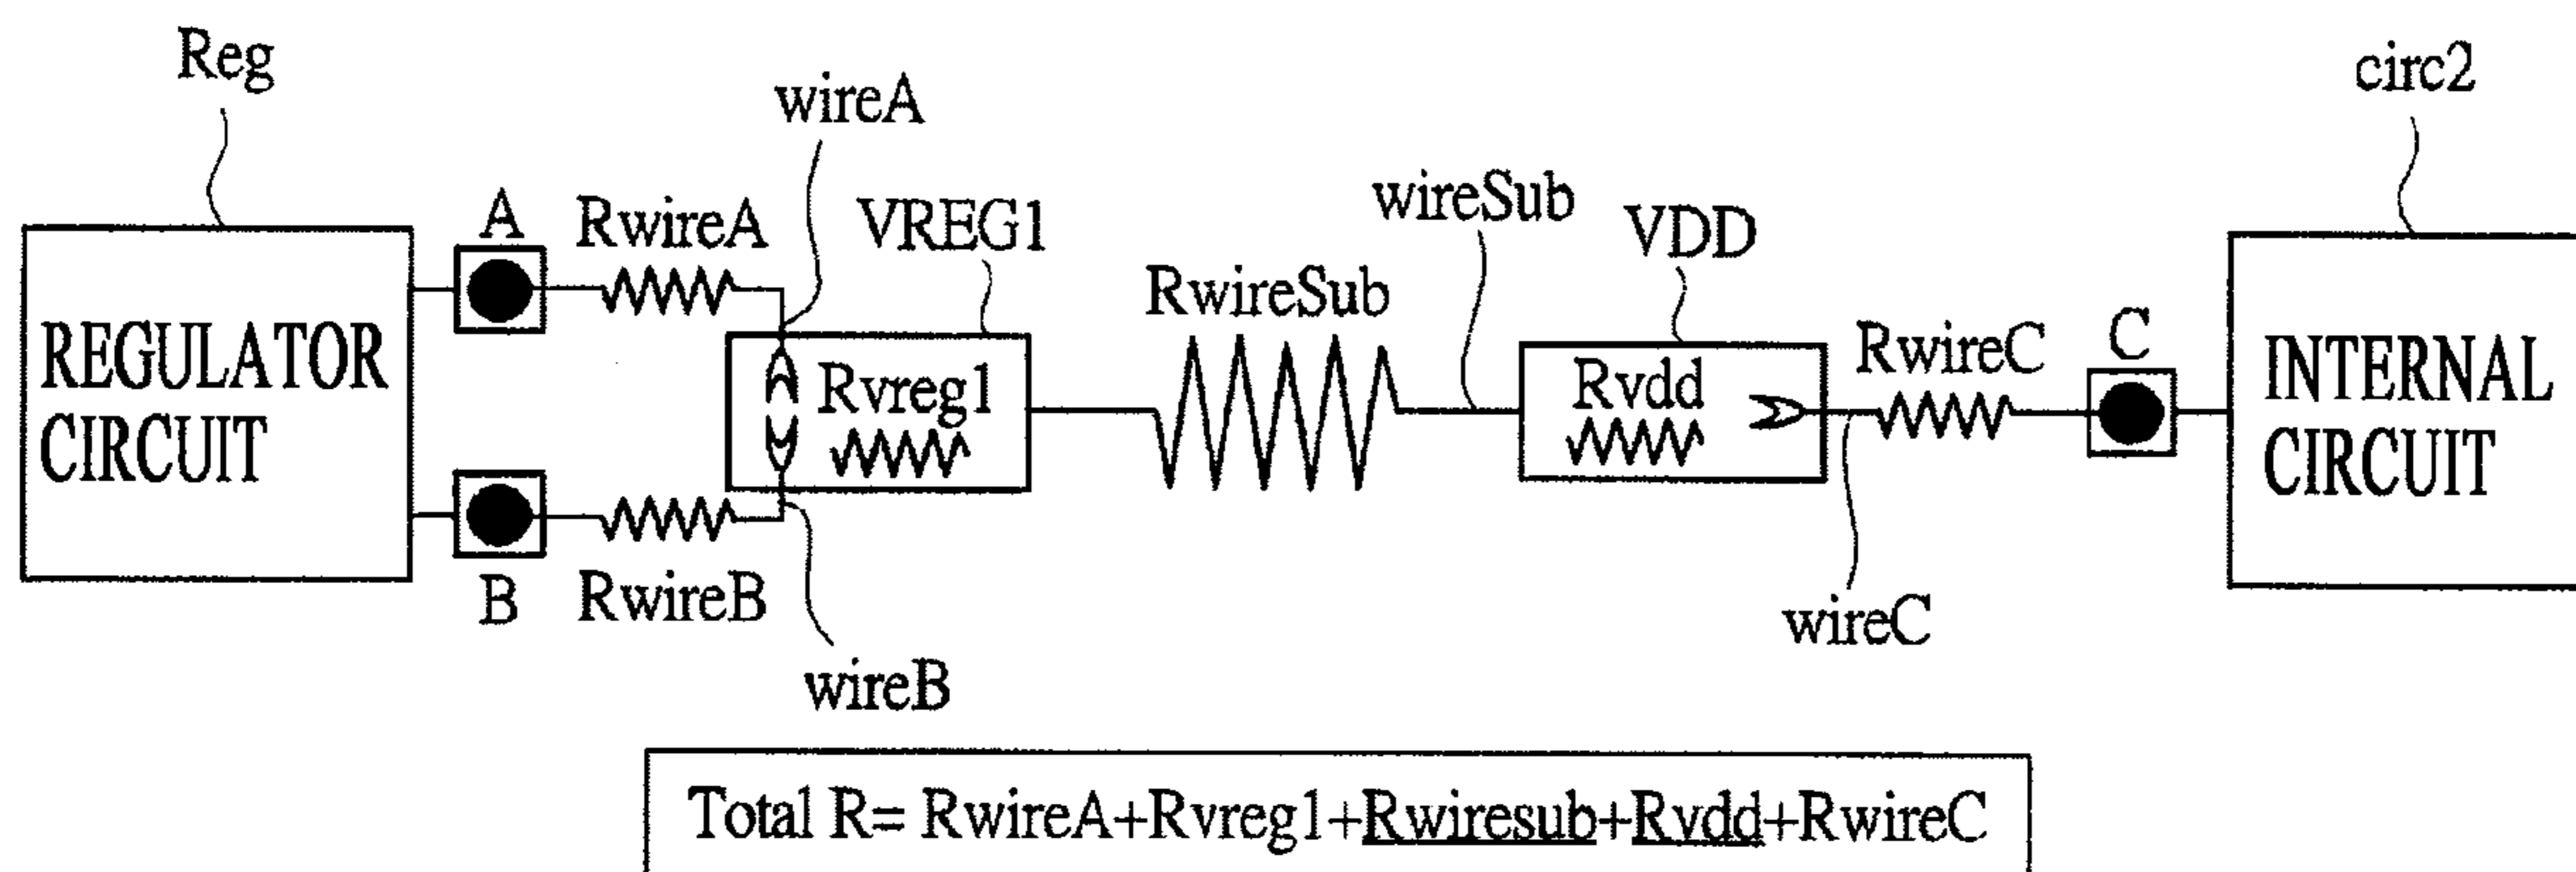 Reg
wireA
circ2
wireSub
A
RwireA
VREG1
VDD
RwireSub
RwireC
C
REGULATOR
CIRCUIT
Rvreg1
Rvdd
INTERNAL
CIRCUIT
B
RwireB
wireC
wireB
Total R= RwireA+Rvreg1+Rwiresub+Rvdd+RwireC